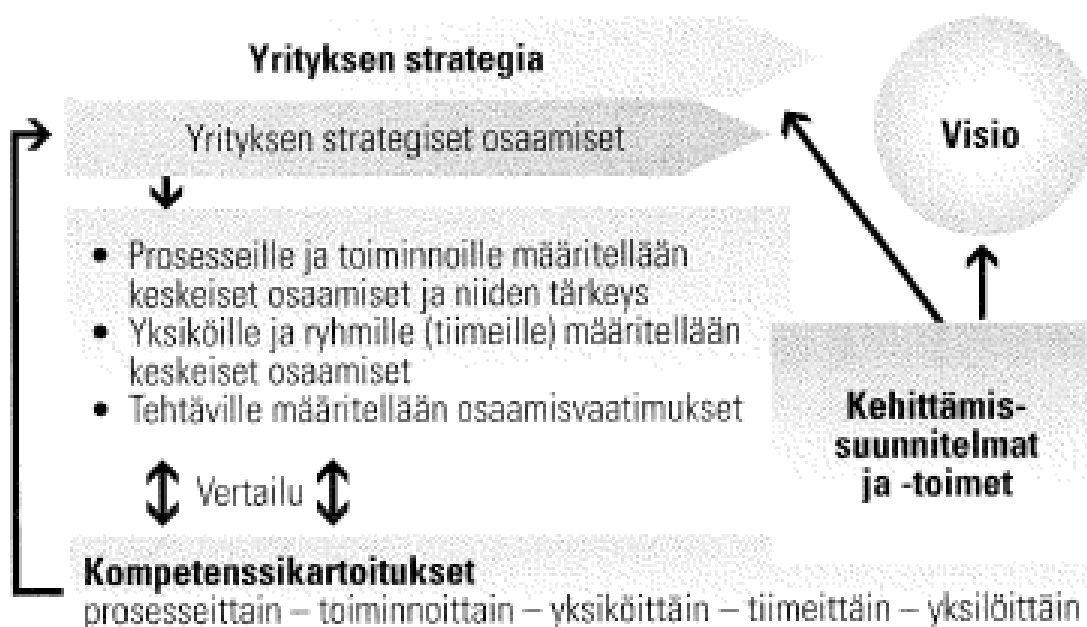 Yrityksen strategia
Yrityksen strategiset osaamiset
Visio
• Prosesseille ja toiminnoille määritellään
keskeiset osaamiset ja niiden tärkeys
• Yksiköille ja ryhmille (tiimeille) määritellään
keskeiset osaamiset
• Tehtäville määritellään osaamisvaatimukset
Kehittämis-
suunnitelmat
ja -toimet
Vertailu
Kompetenssikartoitukset
prosesseittain – toiminnoittain – yksiköittäin – tiimeittäin – yksilöittäin